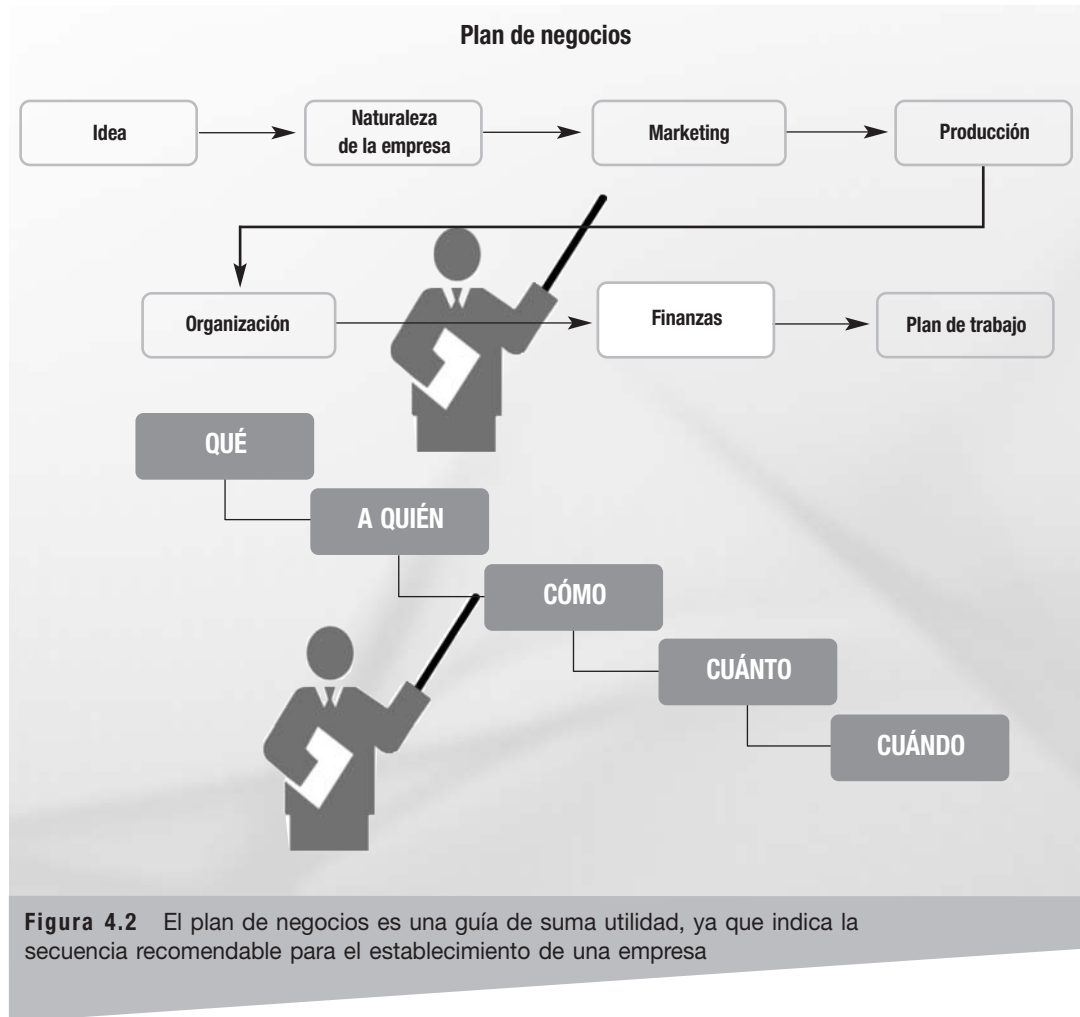 Plan de negocios
Idea
Naturaleza
de la empresa
Marketing
Producción
Organización
Finanzas
Plan de trabajo
QUÉ
A QUIÉN
CÓMO
CUÁNTO
CUÁNDO
Figura 4.2 El plan de negocios es una guía de suma utilidad, ya que indica la
secuencia recomendable para el establecimiento de una empresa